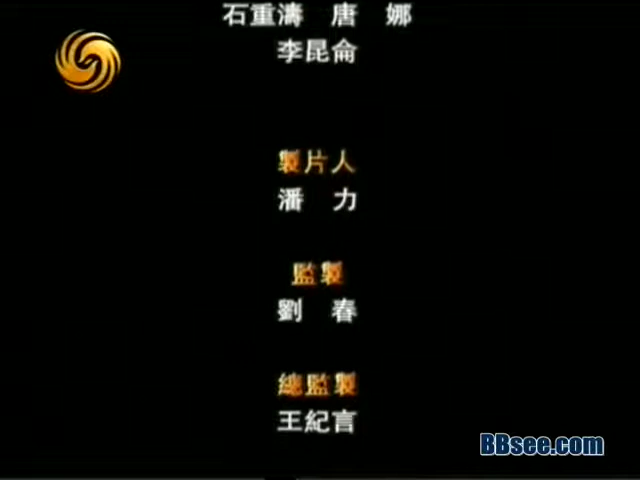 石重濤　唐　娜
李昆侖
製片人
潘　力
監製
劉　春
總監製
王紀言
BBsee.com